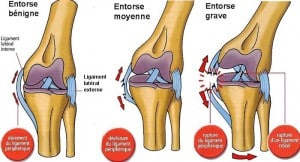 Entorse
bénigne
Entorse
moyenne
Entorse grave
Ligament
latéral
interne
Ligament
latéral
externe
étirement du
ligament
périphérique
déchirure
du ligament
périphérique
rupture
du ligament
périphérique
rupture
d'un ligament
croisé